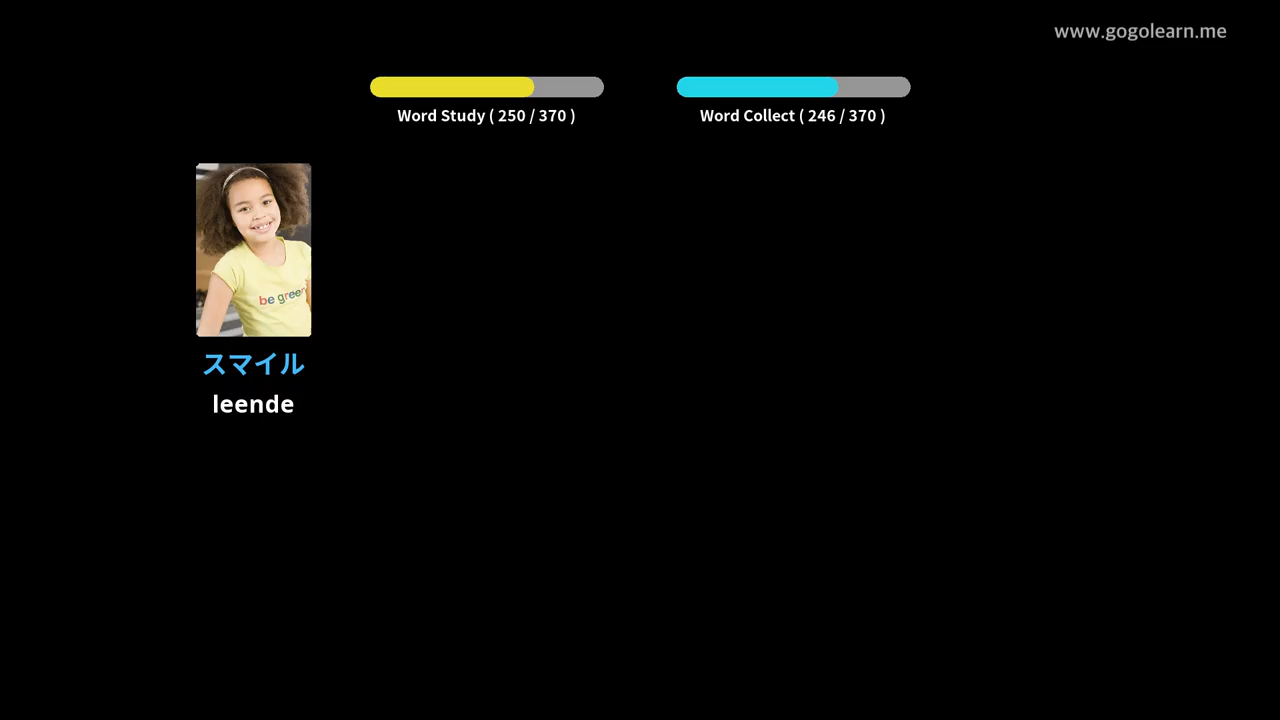 www.gogolearn.me
Word Study ( 250 / 370 )
Word Collect ( 246 / 370 )
be green
スマイル
leende